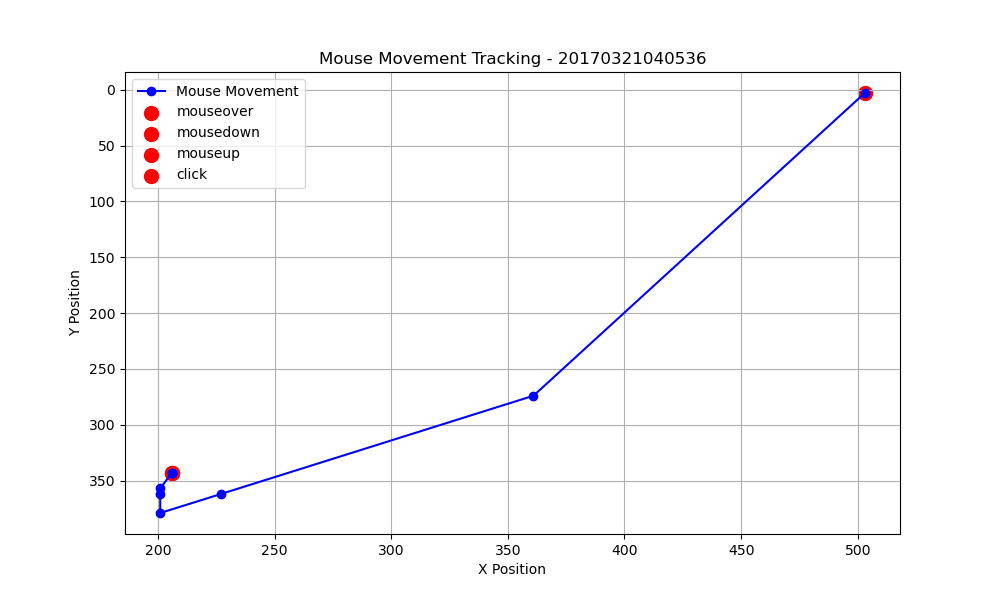 Mouse Movement Tracking - 20170321040536
Mouse Movement
mouseover
mousedown
mouseup
click
0
50
100
150
200
250
300
350
Y Position
200 250 300 350 400 450 500
X Position